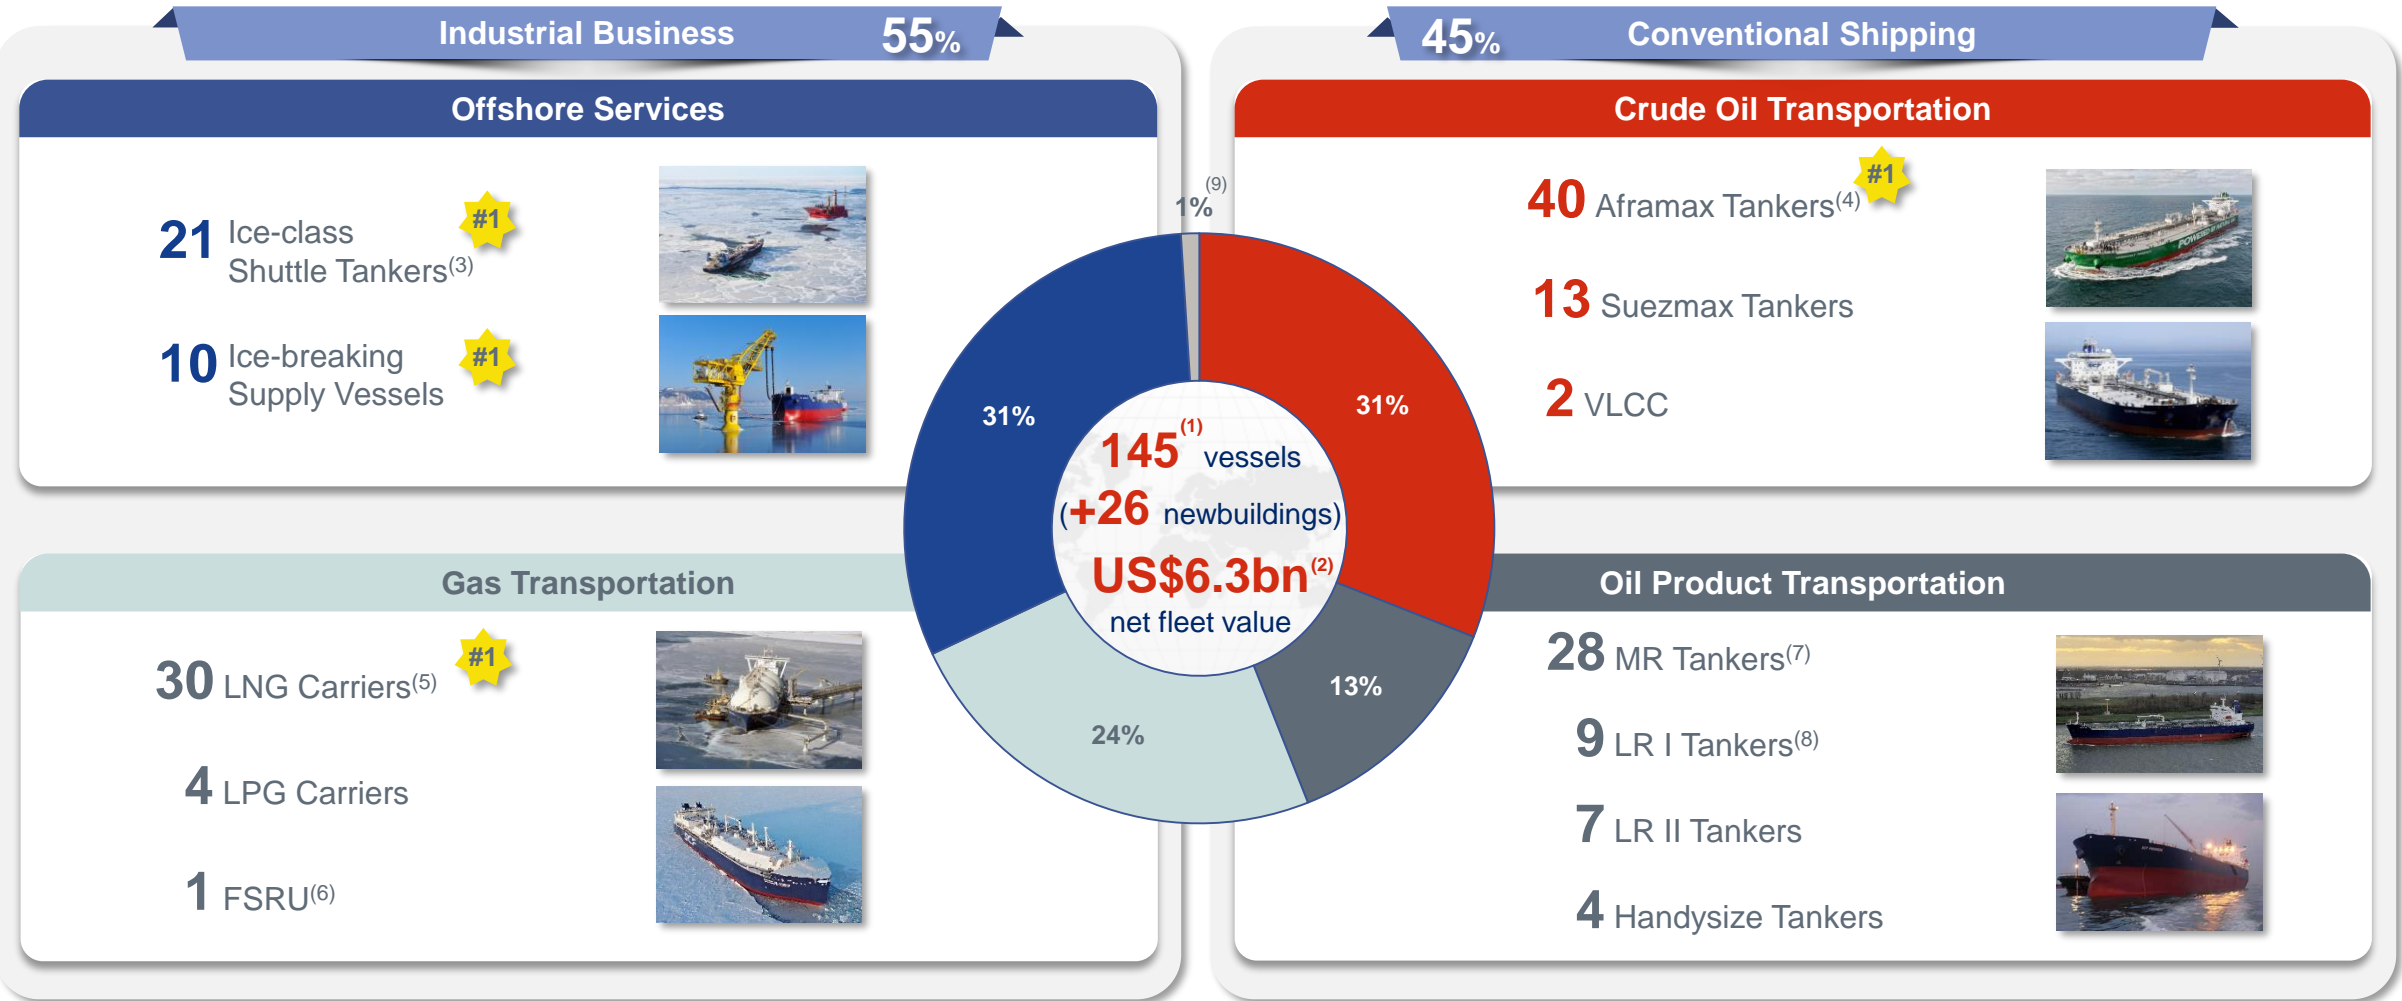 Industrial Business 55%
Offshore Services
21 Ice-class
Shuttle Tankers(3)
#1
10 Ice-breaking
Supply Vessels
#1
Gas Transportation
30 LNG Carriers(5)
#1
4 LPG Carriers
1 FSRU(6)
1%(9)
31%
31%
24%
13%
145(1) vessels
(+26 newbuildings)
US$6.3bn(2)
net fleet value
45% Conventional Shipping
Crude Oil Transportation
40 Aframax Tankers(4)
#1
13 Suezmax Tankers
2 VLCC
Oil Product Transportation
28 MR Tankers(7)
9 LR I Tankers(8)
7 LR II Tankers
4 Handysize Tankers